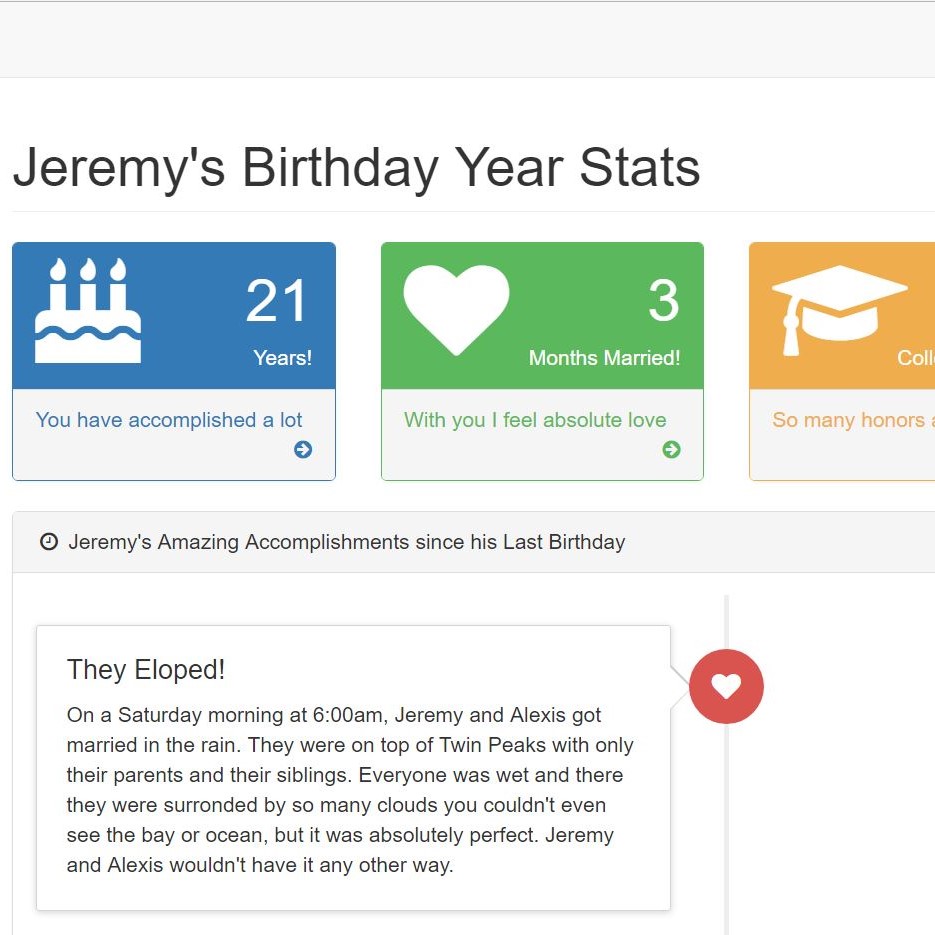 Jeremy's Birthday Year Stats
21
Years!
You have accomplished a lot
3
Months Married!
With you I feel absolute love
So many honors
Jeremy's Amazing Accomplishments since his Last Birthday
They Eloped!
On a Saturday morning at 6:00am, Jeremy and Alexis got
married in the rain. They were on top of Twin Peaks with only
their parents and their siblings. Everyone was wet and there
they were surronded by so many clouds you couldn't even
see the bay or ocean, but it was absolutely perfect. Jeremy
and Alexis wouldn't have it any other way.